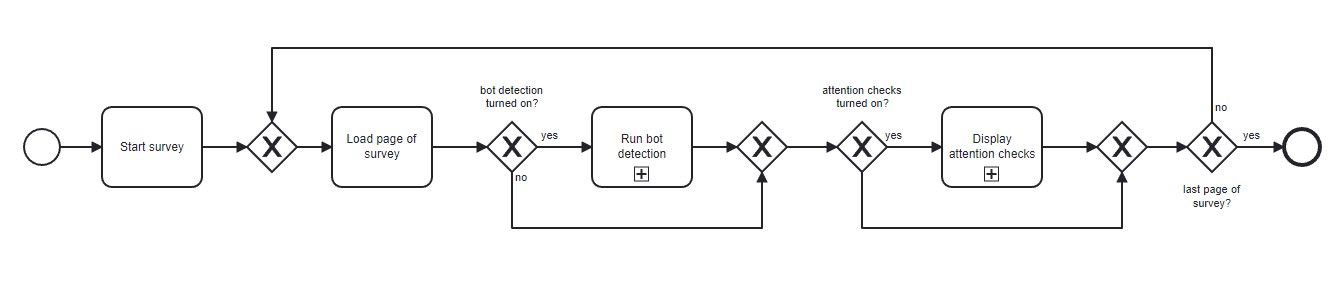 Start survey
Load page of
survey
bot detection
turned on?
yes
no
Run bot
detection
attention checks
turned on?
yes
Display
attention checks
no
yes
last page of
survey?